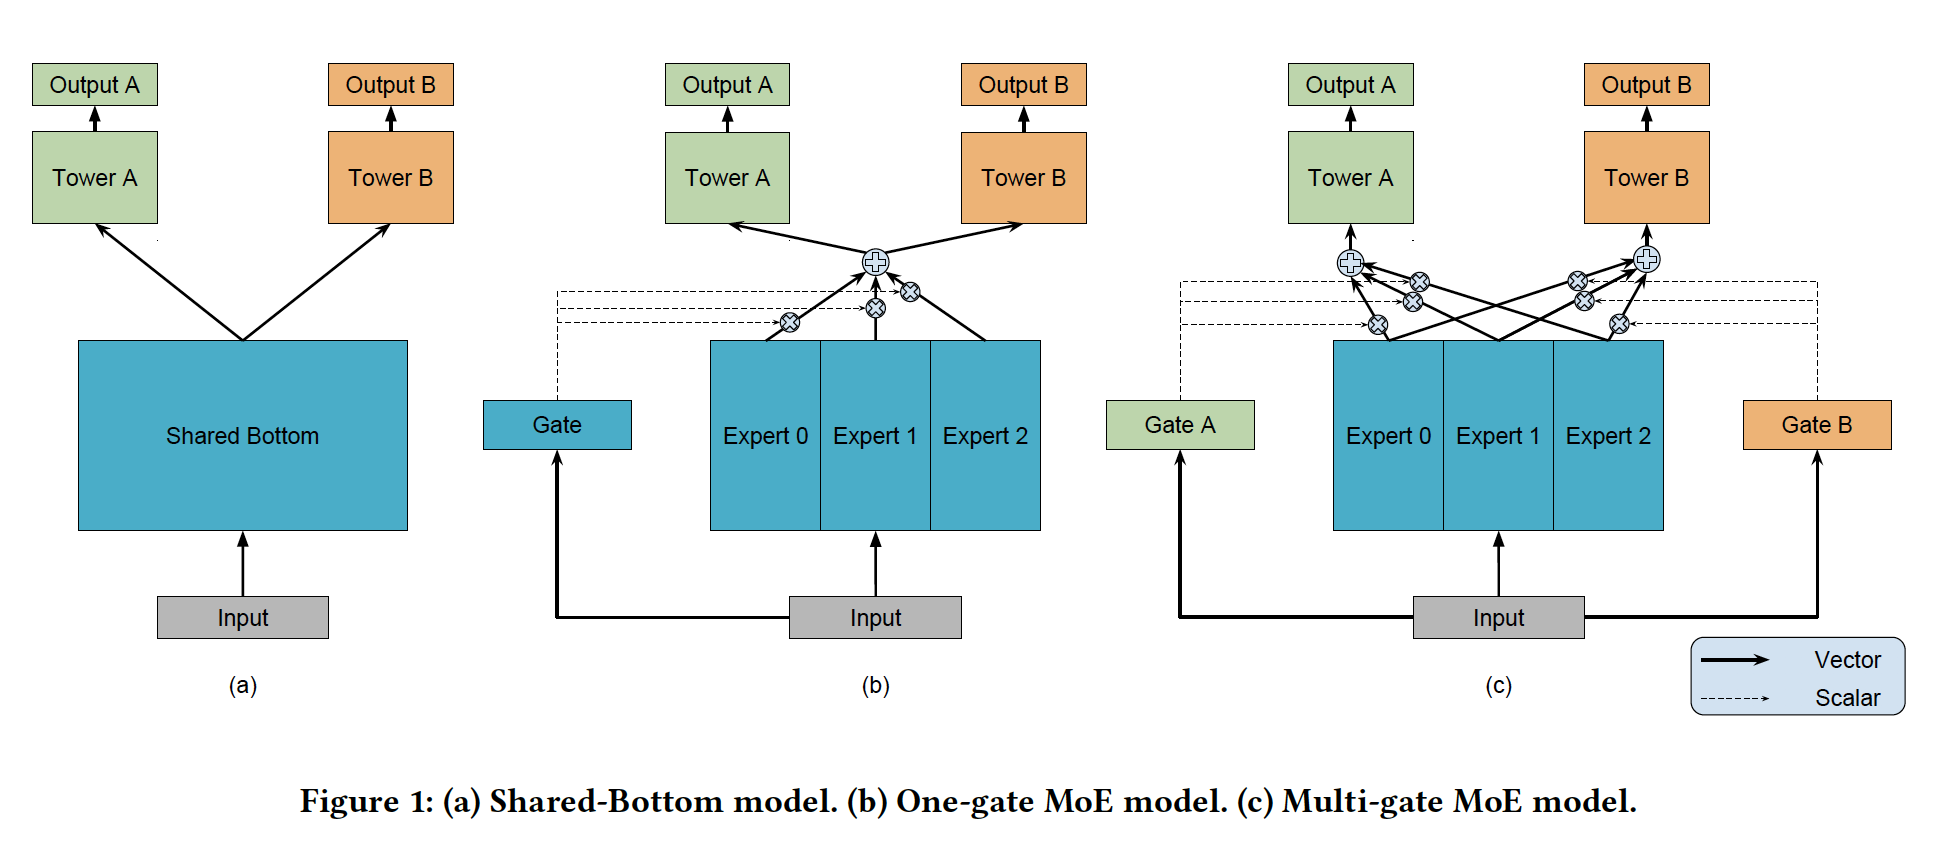 Output A
Output B
Tower A
Tower B
Shared Bottom
Input
(a)
Output A
Output B
Tower A
Tower B
Gate
Expert 0
Expert 1
Expert 2
Input
(b)
Output A
Output B
Tower A
Tower B
Gate A
Expert 0
Expert 1
Expert 2
Gate B
Input
(c)
Vector
Scalar
Figure 1: (a) Shared-Bottom model. (b) One-gate MoE model. (c) Multi-gate MoE model.